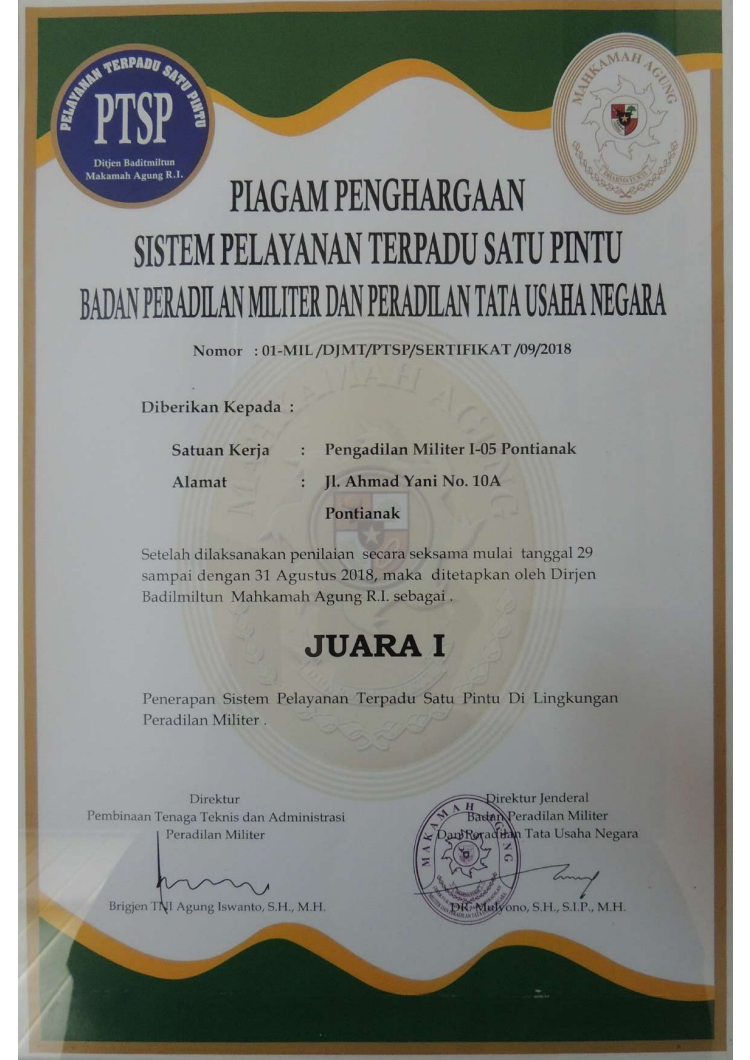 PELAYANAN TERPADU SATU PINTU
PTSP
Ditjen Baditmiltun
Makamah Agung R.I.
MAHKAMAH AGUNG
PIAGAM PENGHARGAAN
SISTEM PELAYANAN TERPADU SATU PINTU
BADAN PERADILAN MILITER DAN PERADILAN TATA USAHA NEGARA
Nomor : 01-MIL /DJMT/PTSP/SERTIFIKAT /09/2018
MAHKAMAH AGUNG
Diberikan Kepada :
Satuan Kerja : Pengadilan Militer I-05 Pontianak
Alamat : Jl. Ahmad Yani No. 10A
Pontianak
Setelah dilaksanakan penilaian secara seksama mulai tanggal 29
sampai dengan 31 Agustus 2018, maka ditetapkan oleh Dirjen
Badilmiltun Mahkamah Agung R.I. sebagai .
JUARA I
Penerapan Sistem Pelayanan Terpadu Satu Pintu Di Lingkungan
Peradilan Militer .
Direktur
Pembinaan Tenaga Teknis dan Administrasi
Peradilan Militer
Brigjen TNI Agung Iswanto, S.H., M.H.
Direktur Jenderal
Badan Peradilan Militer
Dan Peradilan Tata Usaha Negara
MAKAMAH AGUNG
DR. Mulyono, S.H., S.I.P., M.H.